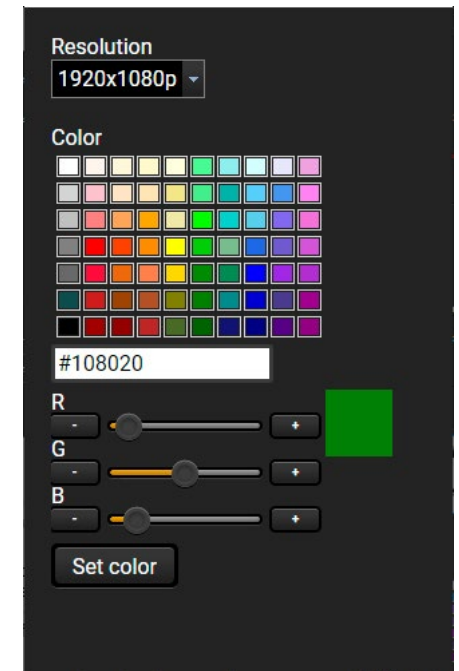 Resolution
1920x1080p
Color
#108020
R
- +
G
- +
B
- +
Set color